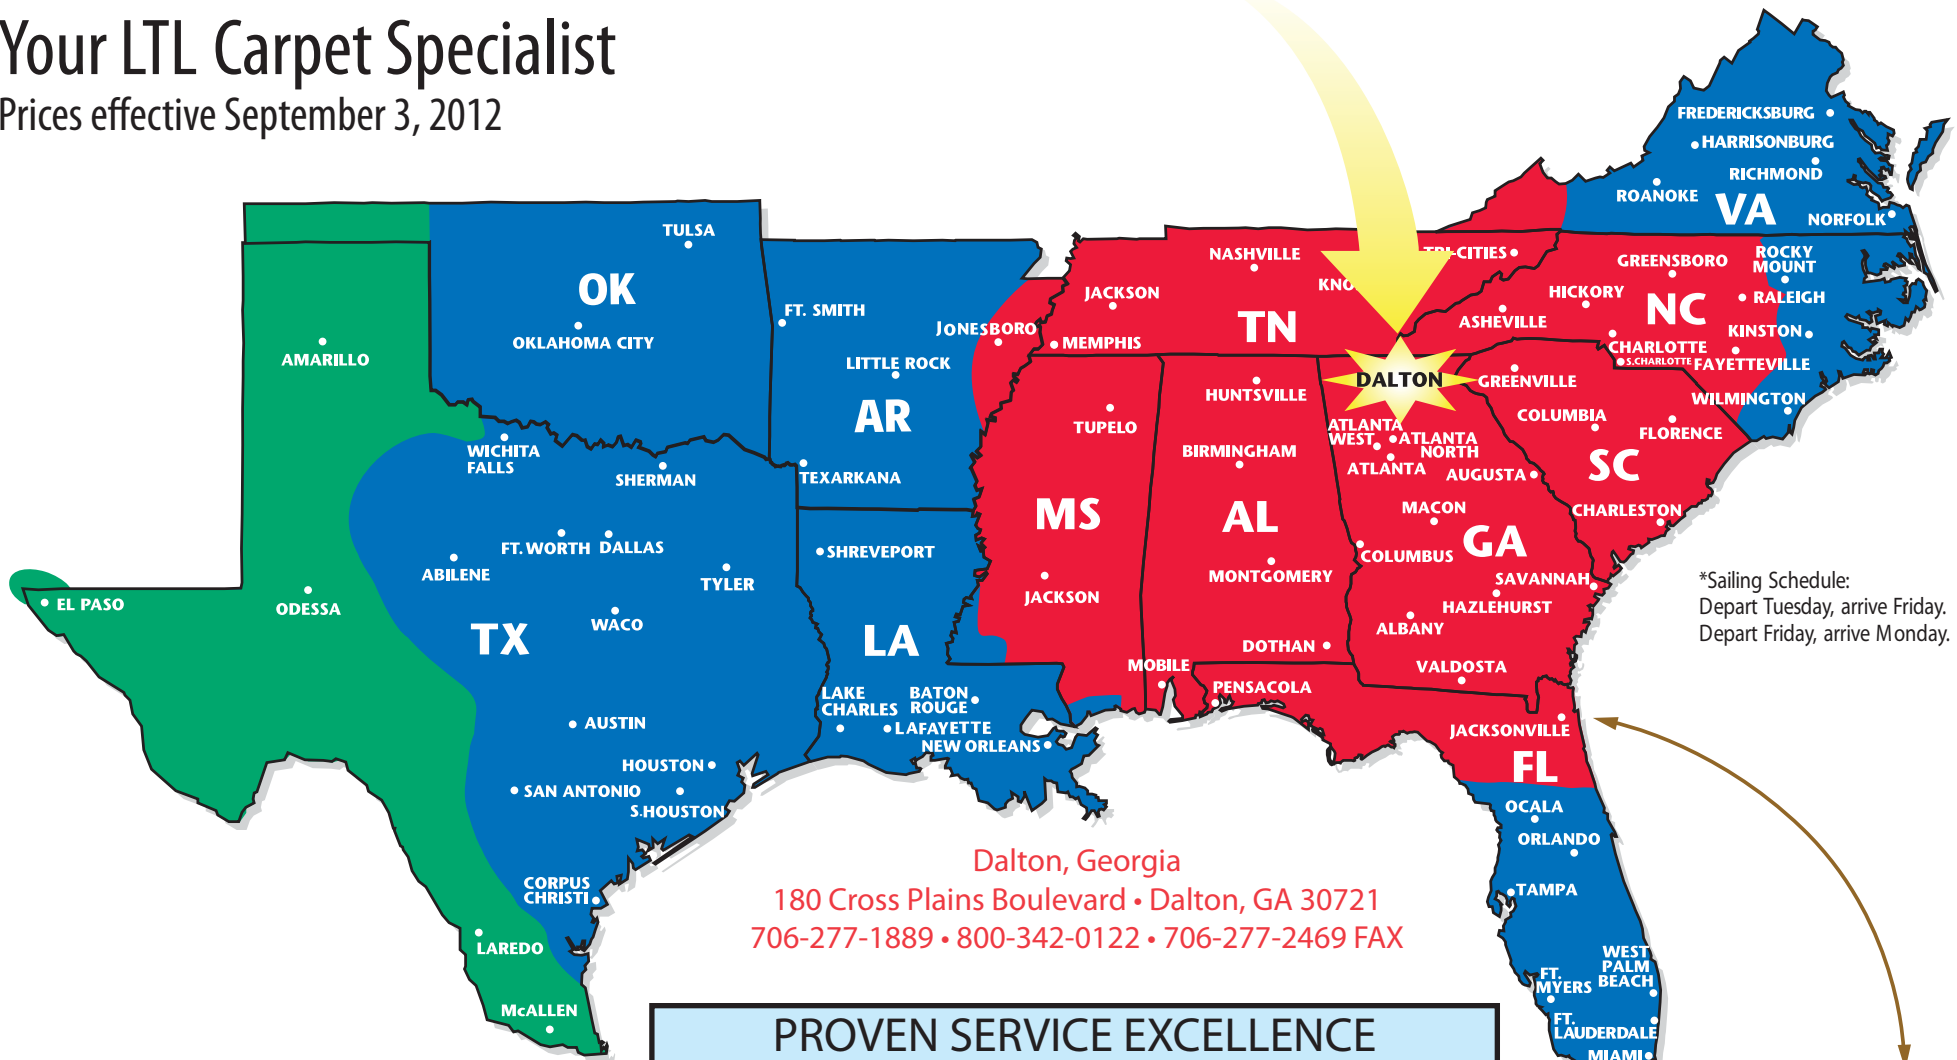 Your LTL Carpet Specialist
Prices effective September 3, 2012
FREDERICKSBURG
HARRISONBURG
RICHMOND
ROANOKE
VA
NORFOLK
TULSA
OK
OKLAHOMA CITY
AMARILLO
FT. SMITH
JONESBORO
LITTLE ROCK
AR
TEXARKANA
NASHVILLE
JACKSON
TN
MEMPHIS
GREENSBORO
ROCKY
MOUNT
HICKORY
NC
RALEIGH
ASHEVILLE
KINSTON
CHARLOTTE
S.CHARLOTTE
FAYETTEVILLE
WILMINGTON
DALTON
GREENVILLE
COLUMBIA
FLORENCE
SC
CHARLESTON
HUNTSVILLE
TUPELO
BIRMINGHAM
ATLANTA
WEST
ATLANTA
NORTH
ATLANTA
AUGUSTA
MS
AL
MACON
GA
COLUMBUS
MONTGOMERY
JACKSON
SAVANNAH
HAZLEHURST
ALBANY
DOTHAN
VALDOSTA
MOBILE
PENSACOLA
JACKSONVILLE
FL
OCALA
ORLANDO
TAMPA
WEST
PALM
BEACH
FT.
MYERS
FT.
LAUDERDALE
MIAMI
WICHITA
FALLS
SHERMAN
FT. WORTH
DALLAS
ABILENE
TYLER
SHREVEPORT
EL PASO
ODESSA
WACO
TX
LA
LAKE
CHARLES
BATON
ROUGE
LAFAYETTE
NEW ORLEANS
AUSTIN
HOUSTON
SAN ANTONIO
S.HOUSTON
CORPUS
CHRISTI
LAREDO
McALLEN
*Sailing Schedule:
Depart Tuesday, arrive Friday.
Depart Friday, arrive Monday.
Dalton, Georgia
180 Cross Plains Boulevard • Dalton, GA 30721
706-277-1889 • 800-342-0122 • 706-277-2469 FAX
PROVEN SERVICE EXCELLENCE